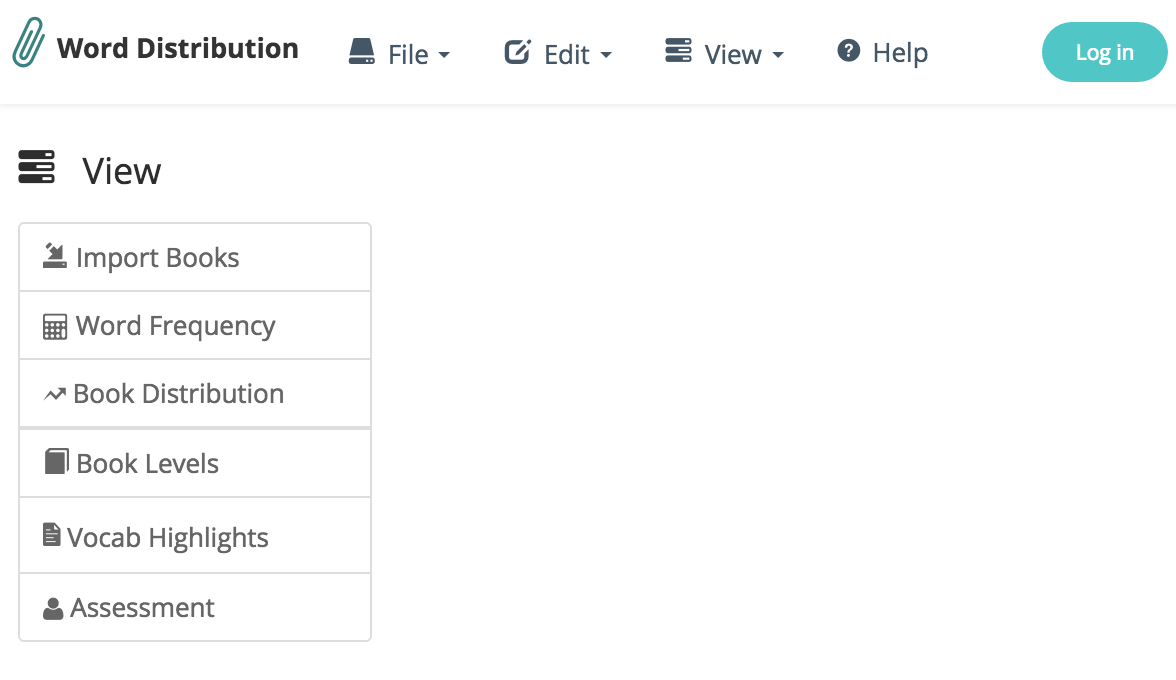 Word Distribution File Edit View Help Log in
View
Import Books
Word Frequency
Book Distribution
Book Levels
Vocab Highlights
Assessment